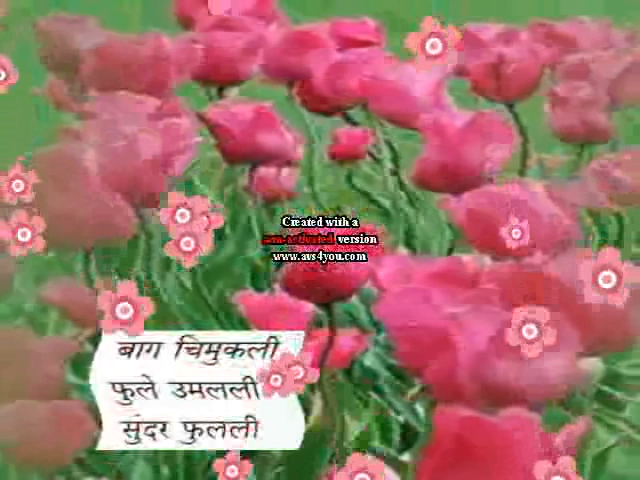 Created with a
non-activated version
www.avs4you.com
बाग चिमुकली
फुले उमलली
सुंदर फुलली